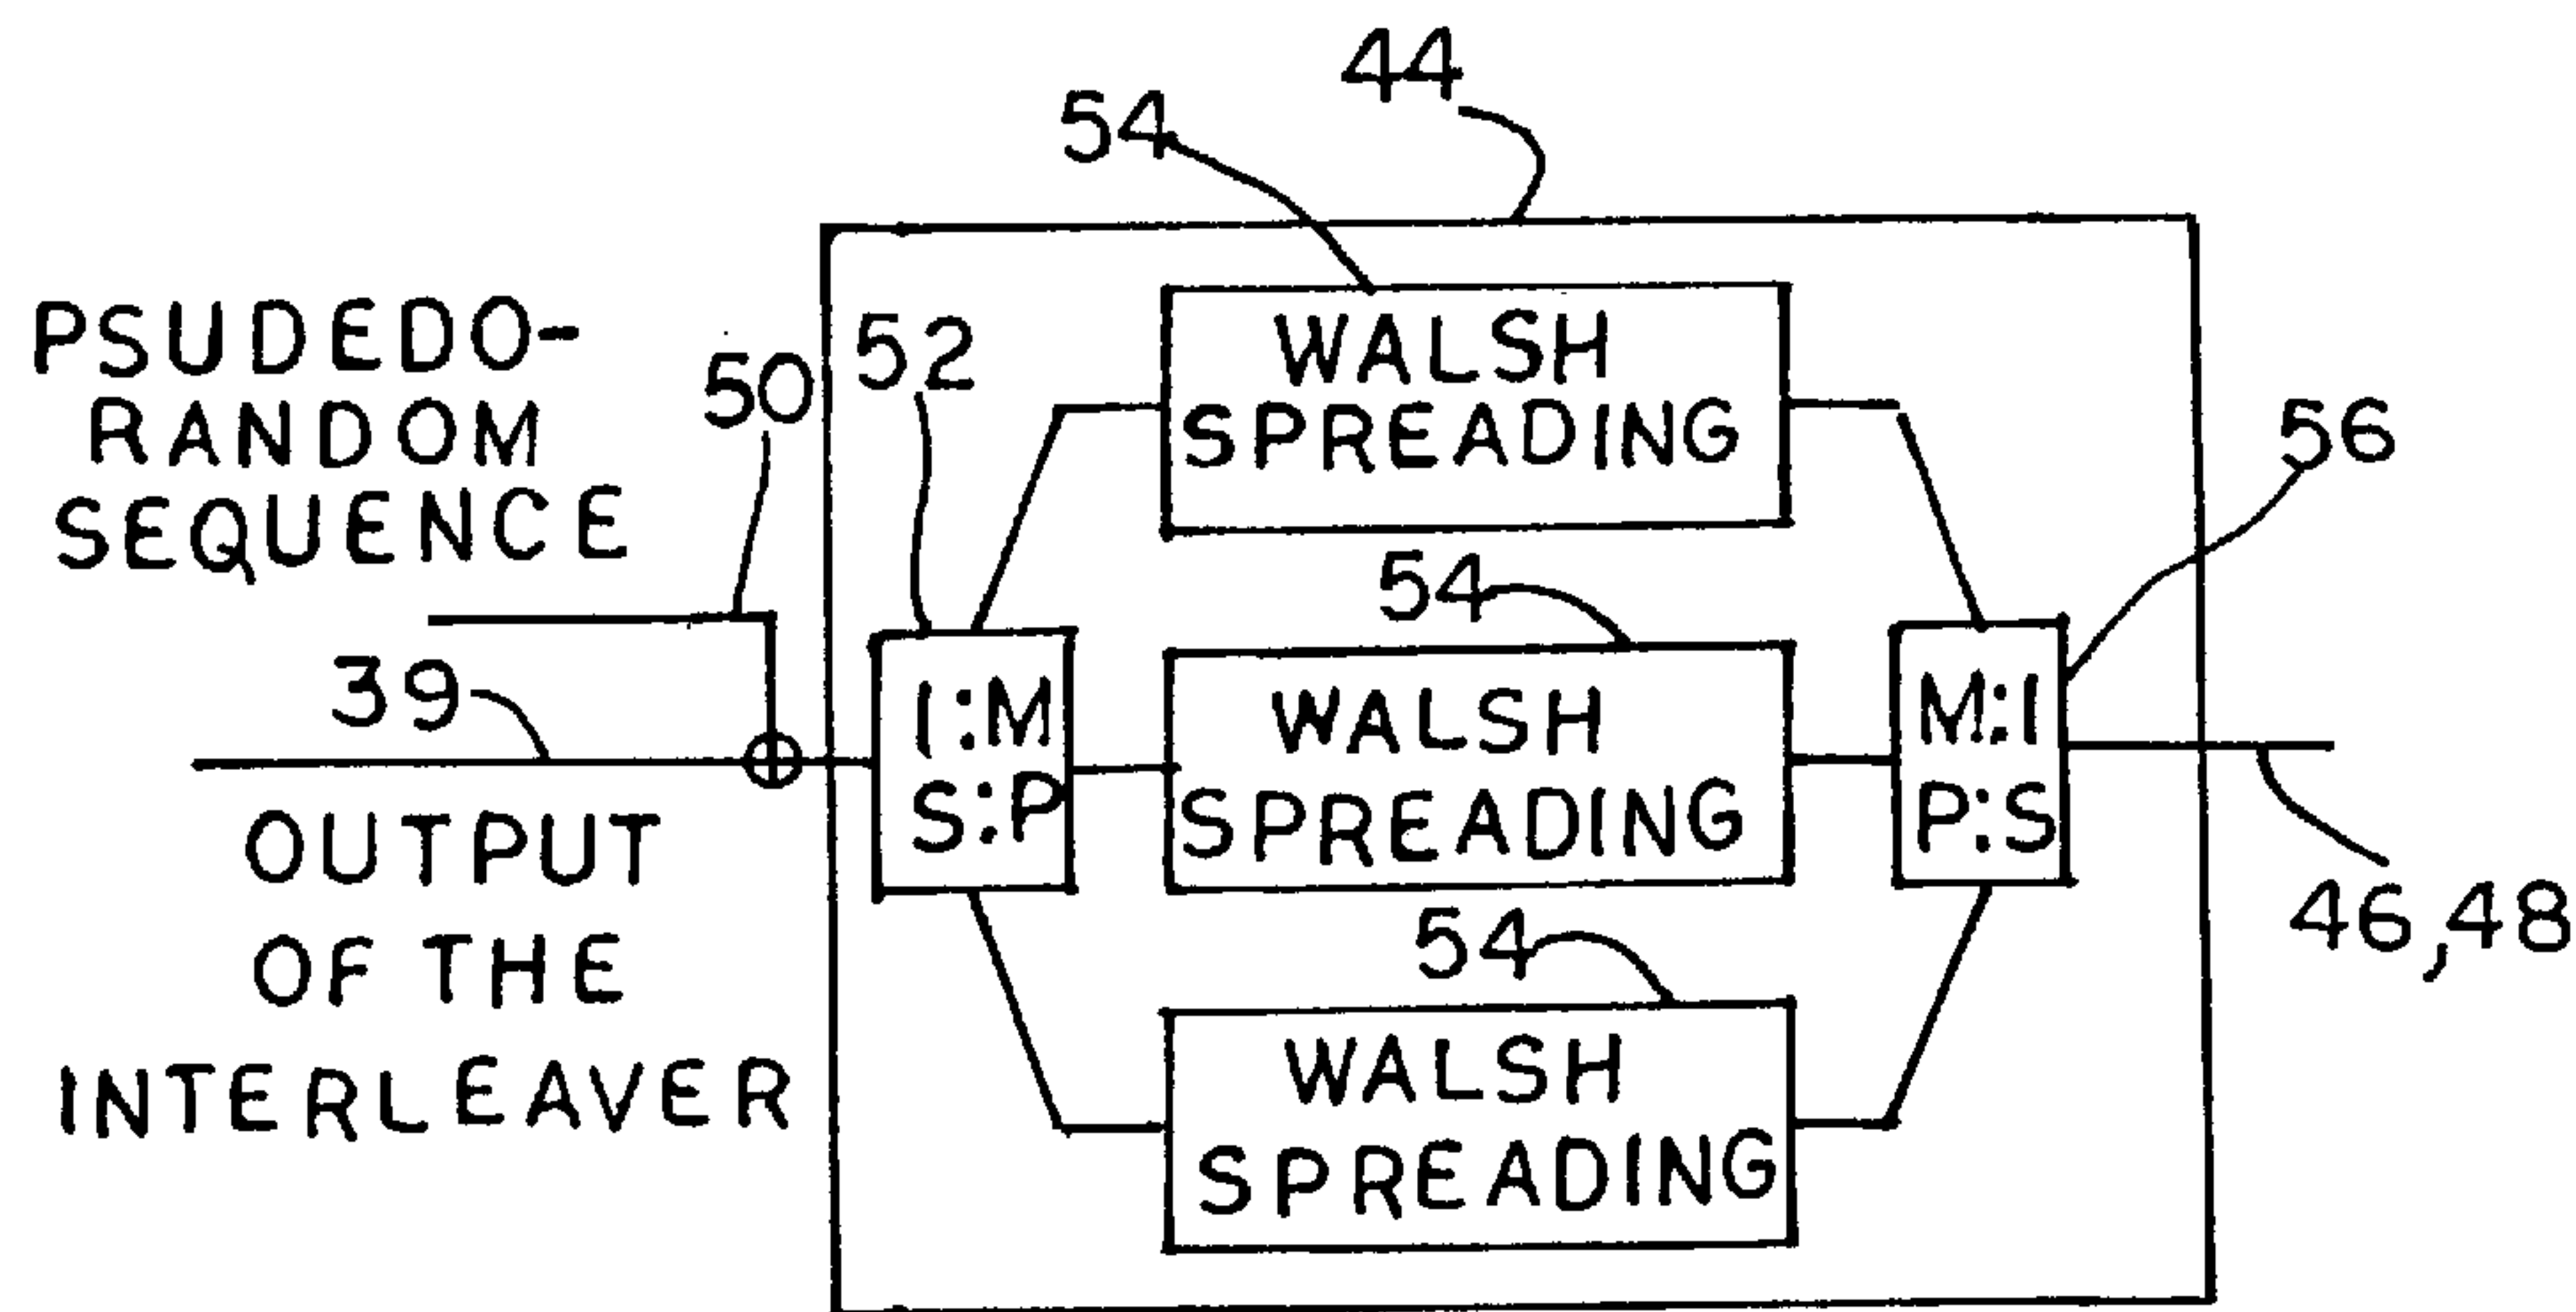 44
54
PSUDEDO-
RANDOM
SEQUENCE
50
52
WALSH
SPREADING
56
54
39
1:M
S:P
WALSH
SPREADING
M:1
P:S
OUTPUT
OF THE
INTERLEAVER
46,48
54
WALSH
SPREADING